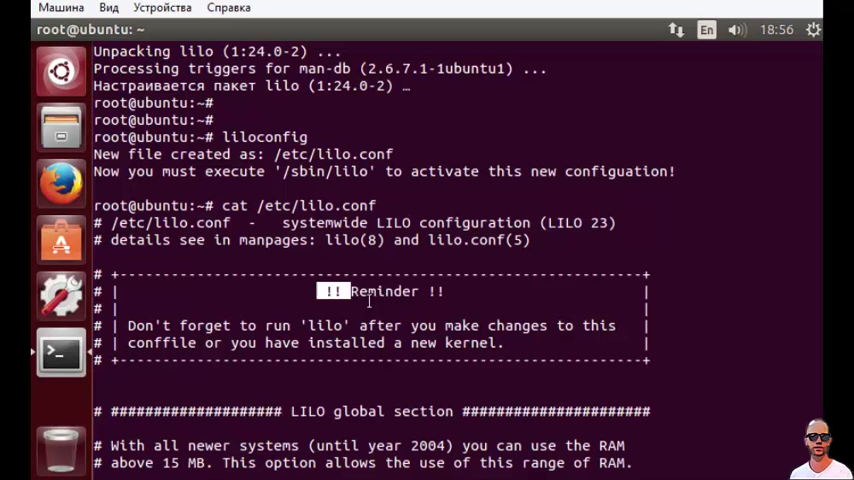 Машина Вид Устройства Справка
root@ubuntu: ~ En 18:56
Unpacking lilo (1:24.0-2) ...
Processing triggers for man-db (2.6.7.1-1ubuntu1) ...
Настраивается пакет lilo (1:24.0-2) …
root@ubuntu:~#
root@ubuntu:~#
root@ubuntu:~# liloconfig
New file created as: /etc/lilo.conf
Now you must execute '/sbin/lilo' to activate this new configuation!
root@ubuntu:~# cat /etc/lilo.conf
# /etc/lilo.conf - systemwide LILO configuration (LILO 23)
# details see in manpages: lilo(8) and lilo.conf(5)
# +---------------------------------------------------------------+
# | !! Reminder !! |
# | |
# | Don't forget to run 'lilo' after you make changes to this |
# | conffile or you have installed a new kernel. |
# +---------------------------------------------------------------+
# #################### LILO global section ######################
# With all newer systems (until year 2004) you can use the RAM
# above 15 MB. This option allows the use of this range of RAM.